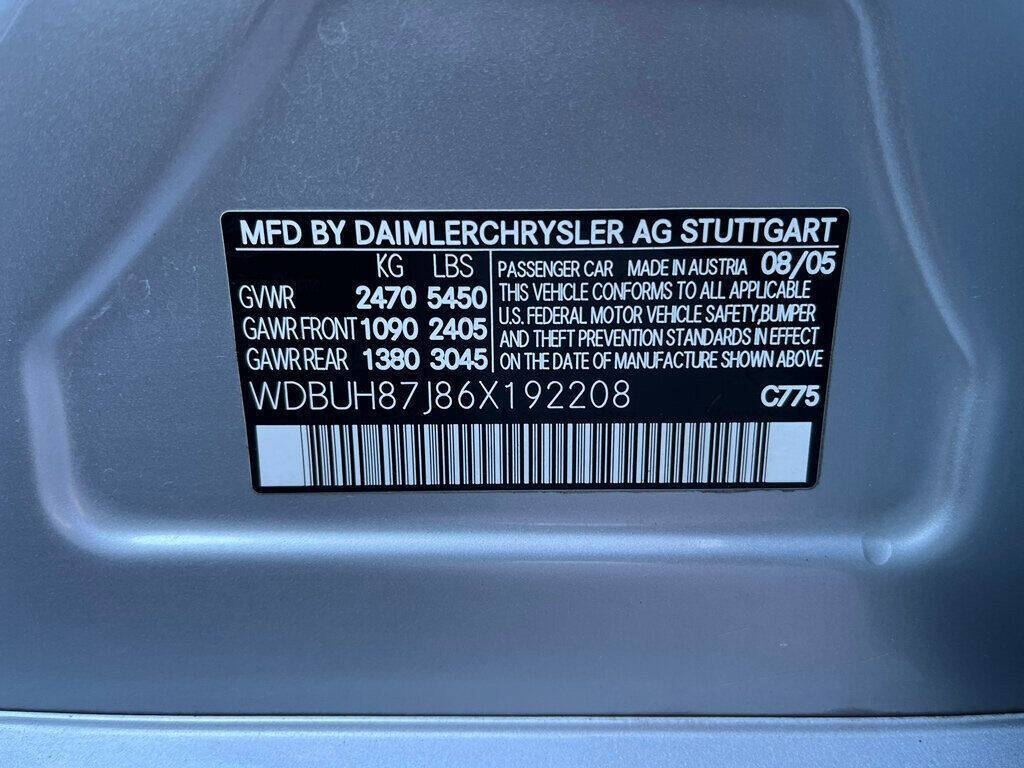 MFD BY DAIMLERCHRYSLER AG STUTTGART
KG LBS
GVWR 2470 5450
GAWR FRONT 1090 2405
GAWR REAR 1380 3045
PASSENGER CAR MADE IN AUSTRIA 08/05
THIS VEHICLE CONFORMS TO ALL APPLICABLE
U.S. FEDERAL MOTOR VEHICLE SAFETY,BUMPER
AND THEFT PREVENTION STANDARDS IN EFFECT
ON THE DATE OF MANUFACTURE SHOWN ABOVE
WDBUH87J86X192208 C775